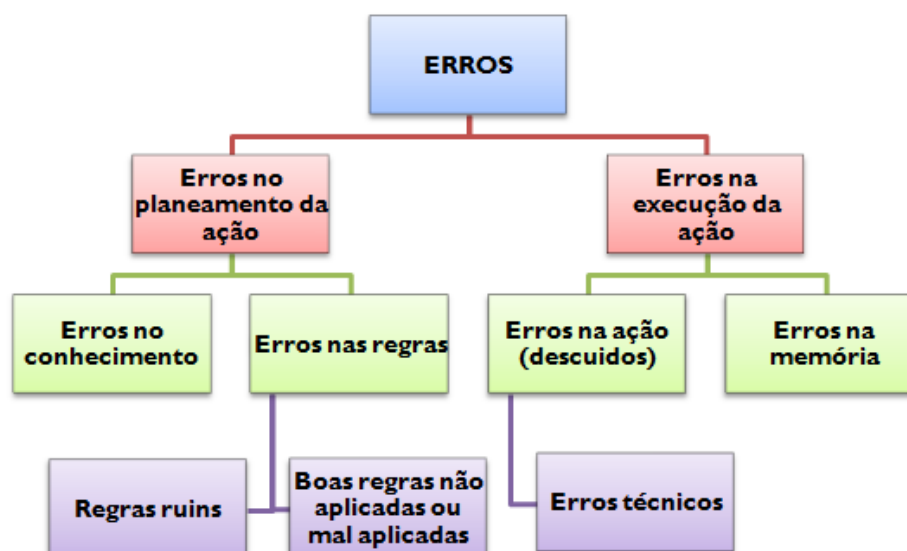 ERROS
Erros no
planeamento da
ação
Erros na
execução da
ação
Erros no
conhecimento
Erros nas regras
Erros na ação
(descuidos)
Erros na
memória
Regras ruins
Boas regras não
aplicadas ou
mal aplicadas
Erros técnicos